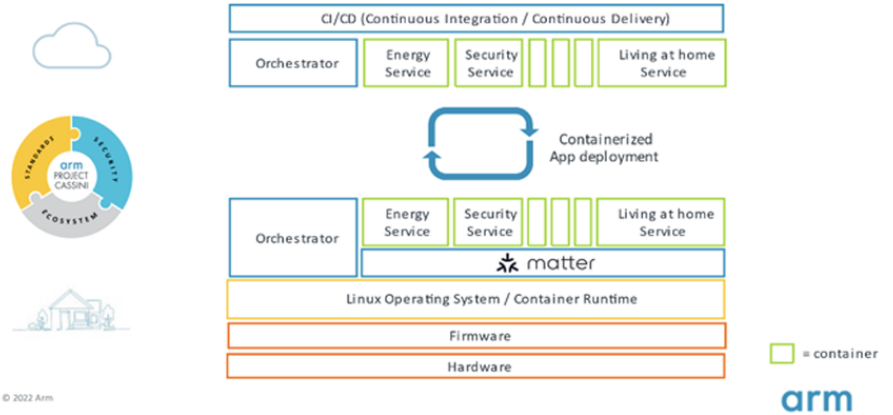 CI/CD (Continuous Integration / Continuous Delivery)
Orchestrator
Energy
Service
Security
Service
Living at home
Service
Containerized
App deployment
STANDARDS
SECURITY
ECOSYSTEM
arm
PROJECT
CASSINI
Orchestrator
Energy
Service
Security
Service
Living at home
Service
matter
Linux Operating System / Container Runtime
Firmware
Hardware
= container
© 2022 Arm
arm